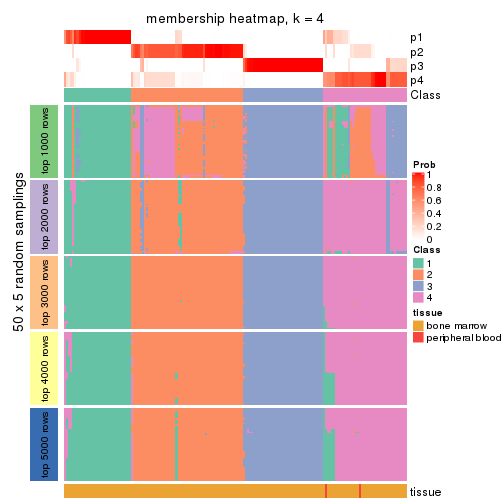 membership heatmap, k = 4
p1
p2
p3
p4
Class
50 x 5 random samplings
top 1000 rows
top 2000 rows
top 3000 rows
top 4000 rows
top 5000 rows
Prob
1
0.8
0.6
0.4
0.2
0
Class
1
2
3
4
tissue
bone marrow
peripheral blood
tissue